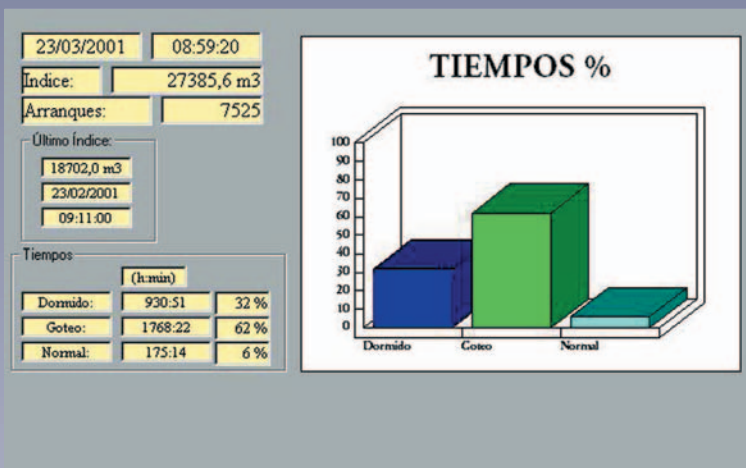 23/03/2001 08:59:20
Índice: 27385,6 m3
Arranques: 7525
Último Índice:
18702,0 m3
23/02/2001
09:11:00
Tiempos
(h:min)
Dormido: 930:51 32 %
Goteo: 1768:22 62 %
Normal: 175:14 6 %
TIEMPOS %
100
90
80
70
60
50
40
30
20
10
0
Dormido Goteo Normal